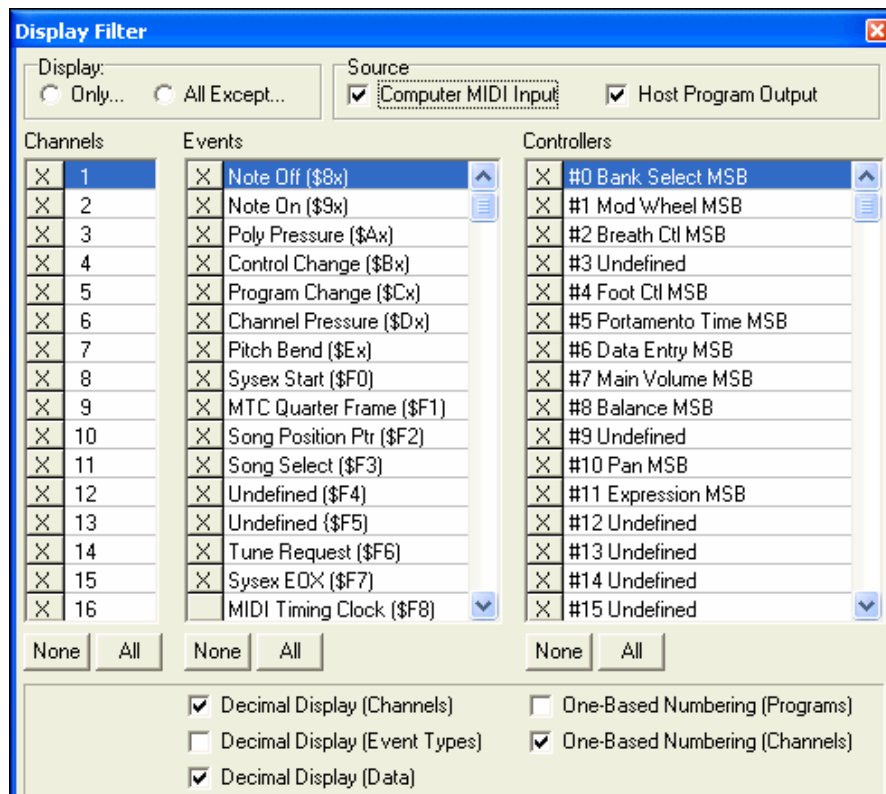 Display Filter
Display:
Only... All Except...
Source
Computer MIDI Input Host Program Output
Channels Events Controllers
X 1 X Note Off ($8x) X #0 Bank Select MSB
X 2 X Note On ($9x) X #1 Mod Wheel MSB
X 3 X Poly Pressure ($Ax) X #2 Breath Ctl MSB
X 4 X Control Change ($Bx) X #3 Undefined
X 5 X Program Change ($Cx) X #4 Foot Ctl MSB
X 6 X Channel Pressure ($Dx) X #5 Portamento Time MSB
X 7 X Pitch Bend ($Ex) X #6 Data Entry MSB
X 8 X Sysex Start ($F0) X #7 Main Volume MSB
X 9 X MTC Quarter Frame ($F1) X #8 Balance MSB
X 10 X Song Position Ptr ($F2) X #9 Undefined
X 11 X Song Select ($F3) X #10 Pan MSB
X 12 X Undefined ($F4) X #11 Expression MSB
X 13 X Undefined {$F5) X #12 Undefined
X 14 X Tune Request ($F6) X #13 Undefined
X 15 X Sysex EOX ($F7) X #14 Undefined
X 16 MIDI Timing Clock ($F8) X #15 Undefined
None All None All None All
Decimal Display (Channels) One-Based Numbering (Programs)
Decimal Display (Event Types) One-Based Numbering (Channels)
Decimal Display (Data)